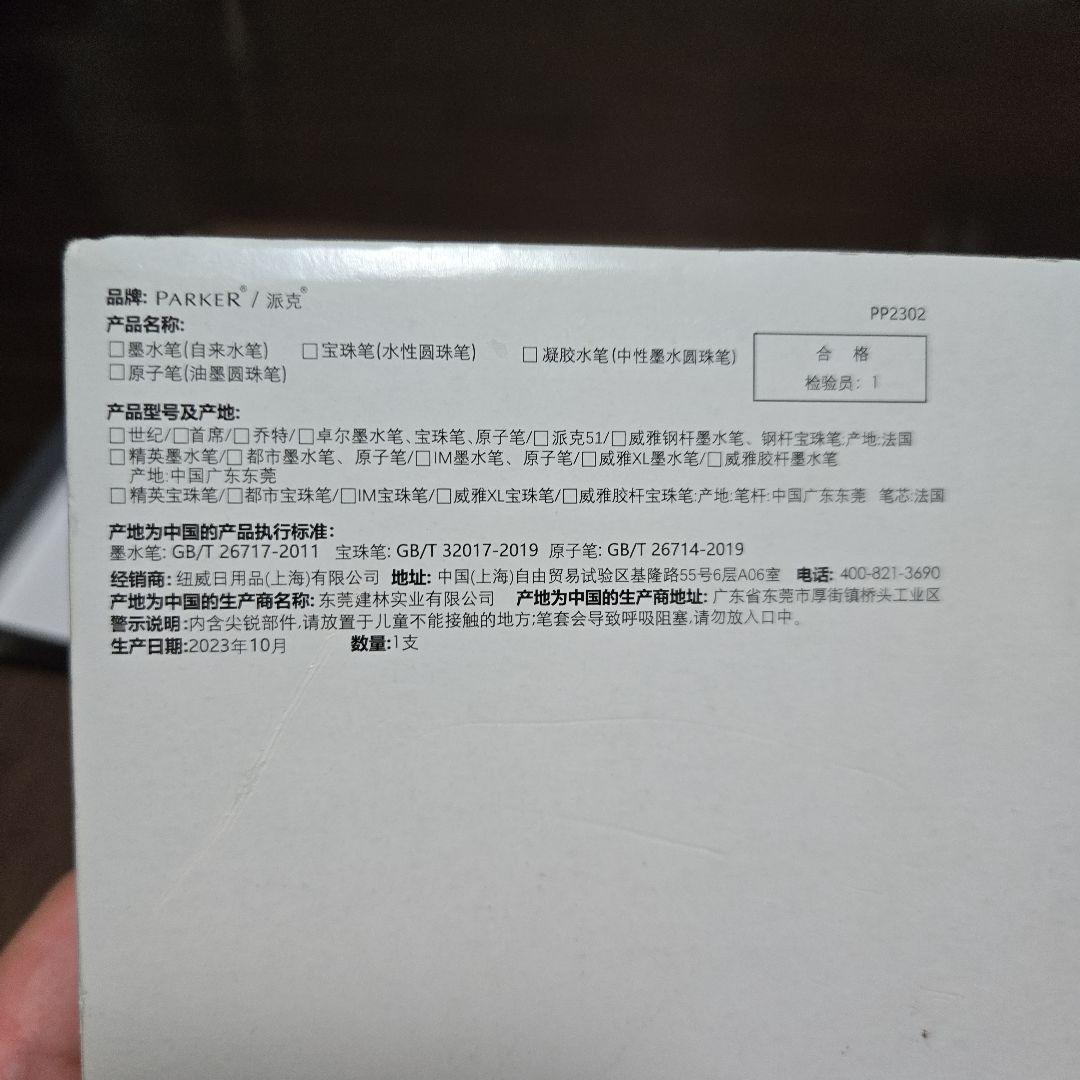 品牌: PARKER® / 派克®
PP2302
产品名称:
□墨水笔(自来水笔) □宝珠笔(水性圆珠笔) □凝胶水笔(中性墨水圆珠笔)
□原子笔(油墨圆珠笔)
合 格
检验员: 1
产品型号及产地:
□世纪/□首席/□乔特/□卓尔墨水笔、宝珠笔、原子笔/□派克51/□威雅钢杆墨水笔、钢杆宝珠笔;产地:法国
□精英墨水笔/□都市墨水笔、原子笔/□IM墨水笔、原子笔/□威雅XL墨水笔/□威雅胶杆墨水笔
产地:中国广东东莞
□精英宝珠笔/□都市宝珠笔/□IM宝珠笔/□威雅XL宝珠笔/□威雅胶杆宝珠笔:产地:笔杆:中国广东东莞 笔芯:法国
产地为中国的产品执行标准:
墨水笔: GB/T 26717-2011 宝珠笔: GB/T 32017-2019 原子笔: GB/T 26714-2019
经销商: 纽威日用品(上海)有限公司 地址: 中国(上海)自由贸易试验区基隆路55号6层A06室 电话: 400-821-3690
产地为中国的生产商名称: 东莞建林实业有限公司 产地为中国的生产商地址: 广东省东莞市厚街镇桥头工业区
警示说明:内含尖锐部件,请放置于儿童不能接触的地方;笔套会导致呼吸阻塞,请勿放入口中。
生产日期:2023年10月 数量:1支